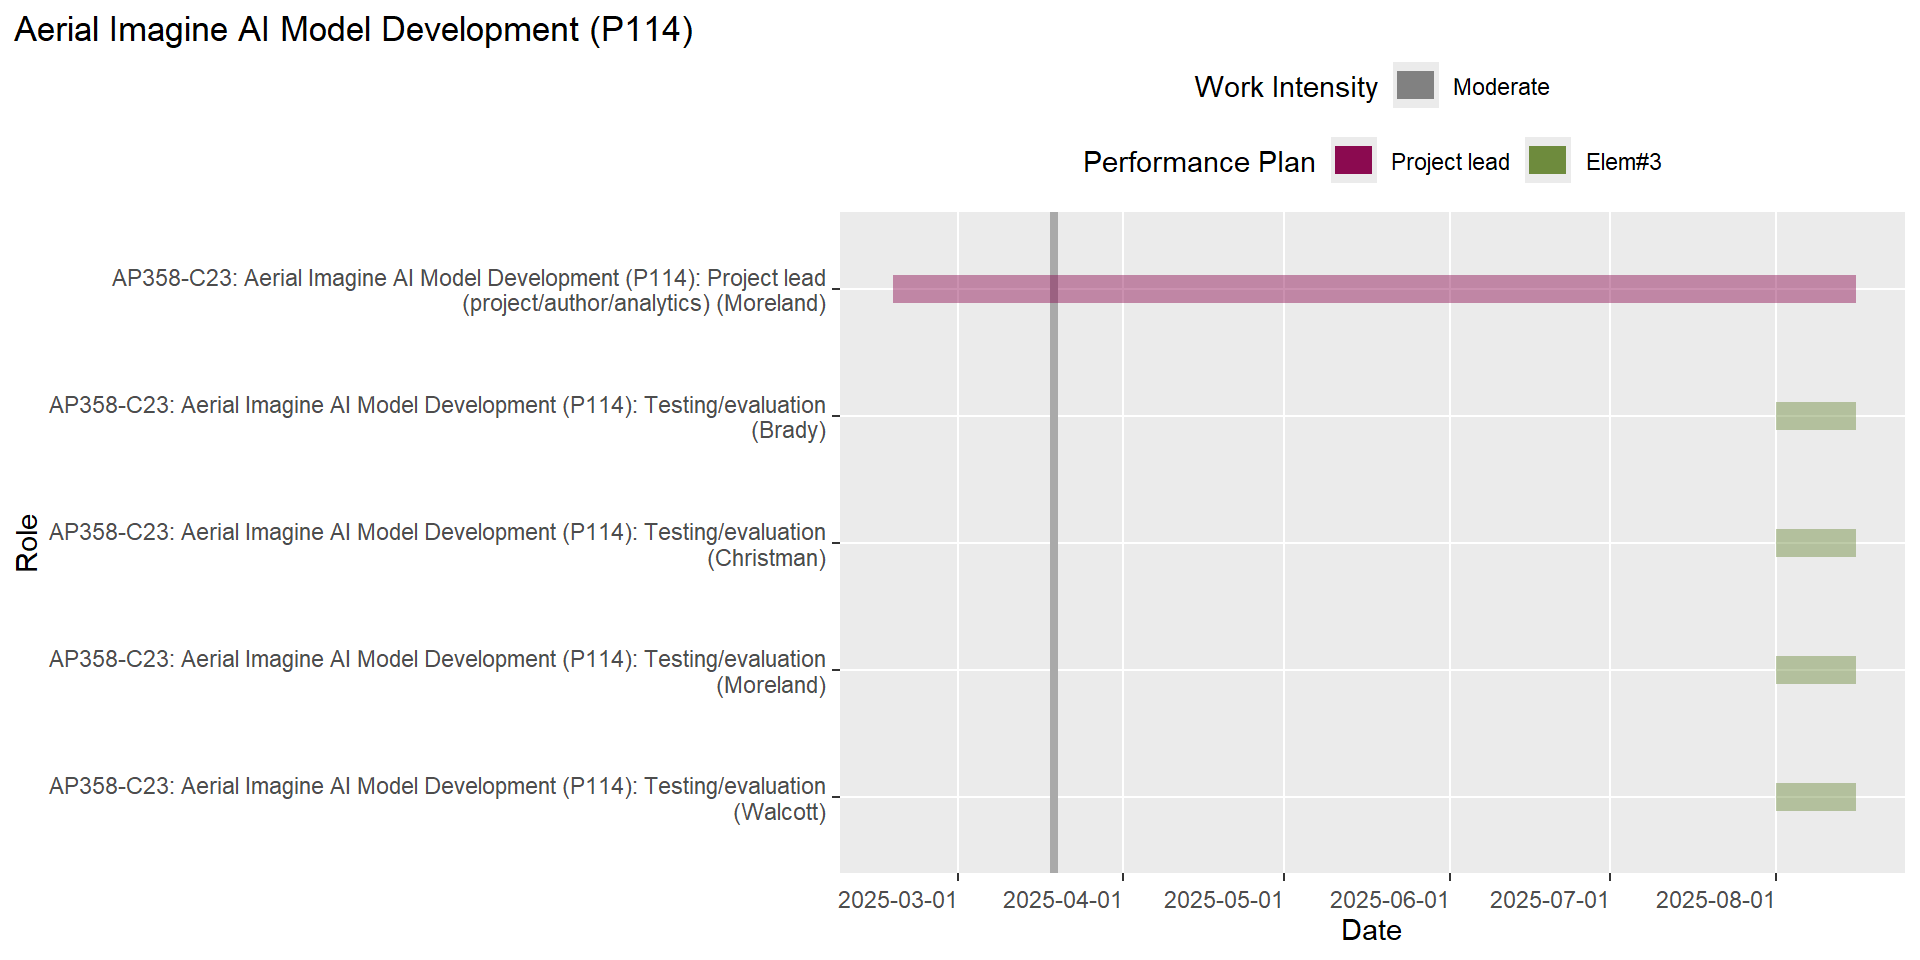 Aerial Imagine AI Model Development (P114)
Work Intensity Moderate
Performance Plan Project lead Elem#3
AP358-C23: Aerial Imagine AI Model Development (P114): Project lead
(project/author/analytics) (Moreland)
AP358-C23: Aerial Imagine AI Model Development (P114): Testing/evaluation
(Brady)
AP358-C23: Aerial Imagine AI Model Development (P114): Testing/evaluation
(Christman)
AP358-C23: Aerial Imagine AI Model Development (P114): Testing/evaluation
(Moreland)
AP358-C23: Aerial Imagine AI Model Development (P114): Testing/evaluation
(Walcott)
Role
2025-03-01 2025-04-01 2025-05-01 2025-06-01 2025-07-01 2025-08-01
Date